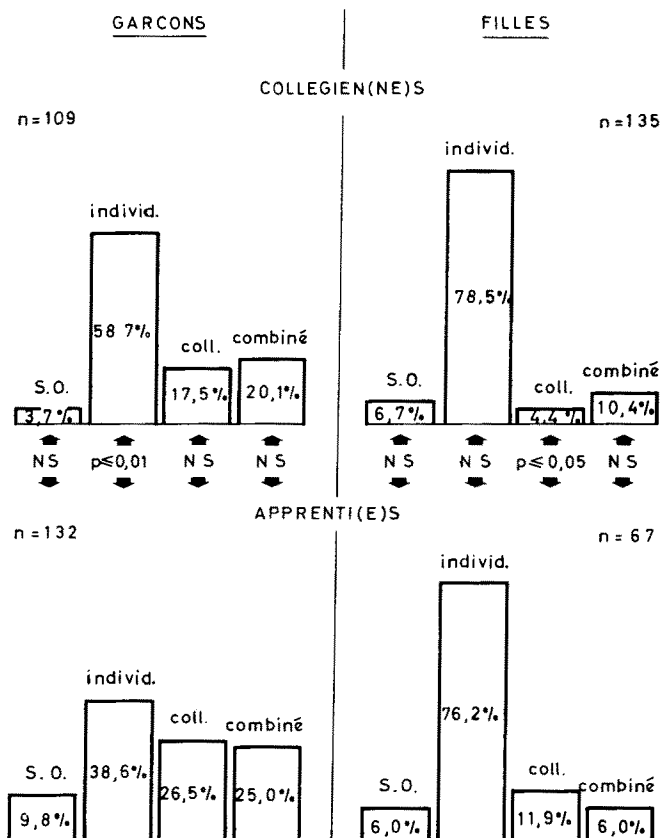 GARCONS FILLES
COLLEGIEN(NE)S
n=109 n=135
individ.
individ.
58 7% 78,5%
coll. combiné
S.O. 17,5% 20,1%
3,7%
S.O. coll. combiné
6,7% 4,4% 10,4%
NS p≤0,01 NS NS NS NS p≤0,05 NS
APPRENTI(E)S
n=132 n=67
individ.
individ.
76,2%
coll. combiné
S.O. 38,6% 26,5% 25,0%
9,8%
S.O. coll. combiné
6,0% 11,9% 6,0%